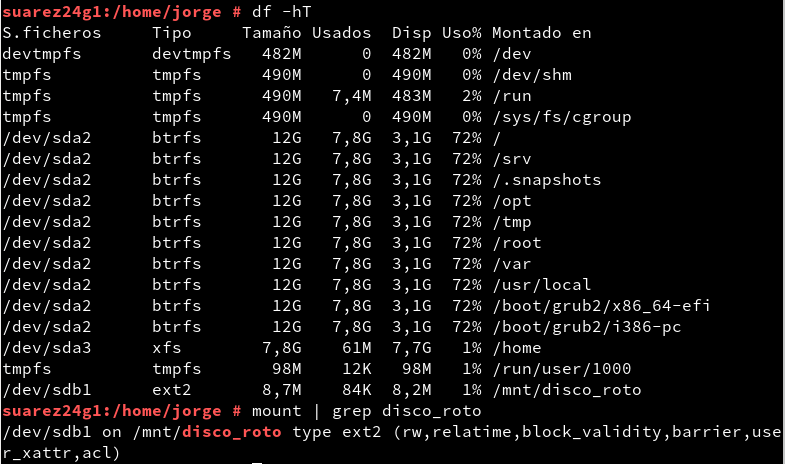 suarez24g1:/home/jorge # df -hT
S.ficheros     Tipo     Tamaño Usados  Disp Uso% Montado en
devtmpfs       devtmpfs   482M      0  482M   0% /dev
tmpfs          tmpfs      490M      0  490M   0% /dev/shm
tmpfs          tmpfs      490M   7,4M  483M   2% /run
tmpfs          tmpfs      490M      0  490M   0% /sys/fs/cgroup
/dev/sda2      btrfs       12G   7,8G  3,1G  72% /
/dev/sda2      btrfs       12G   7,8G  3,1G  72% /srv
/dev/sda2      btrfs       12G   7,8G  3,1G  72% /.snapshots
/dev/sda2      btrfs       12G   7,8G  3,1G  72% /opt
/dev/sda2      btrfs       12G   7,8G  3,1G  72% /tmp
/dev/sda2      btrfs       12G   7,8G  3,1G  72% /root
/dev/sda2      btrfs       12G   7,8G  3,1G  72% /var
/dev/sda2      btrfs       12G   7,8G  3,1G  72% /usr/local
/dev/sda2      btrfs       12G   7,8G  3,1G  72% /boot/grub2/x86_64-efi
/dev/sda2      btrfs       12G   7,8G  3,1G  72% /boot/grub2/i386-pc
/dev/sda3      xfs        7,8G    61M  7,7G   1% /home
tmpfs          tmpfs       98M    12K   98M   1% /run/user/1000
/dev/sdb1      ext2       8,7M    84K  8,2M   1% /mnt/disco_roto
suarez24g1:/home/jorge # mount | grep disco_roto
/dev/sdb1 on /mnt/disco_roto type ext2 (rw,relatime,block_validity,barrier,use
r_xattr,acl)